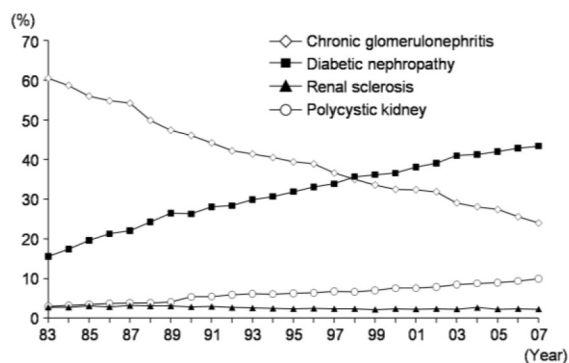 (%)
70
60
50
40
30
20
10
0
Chronic glomerulonephritis
Diabetic nephropathy
Renal sclerosis
Polycystic kidney
83 85 87 89 91 93 95 97 99 01 03 05 07
(Year)